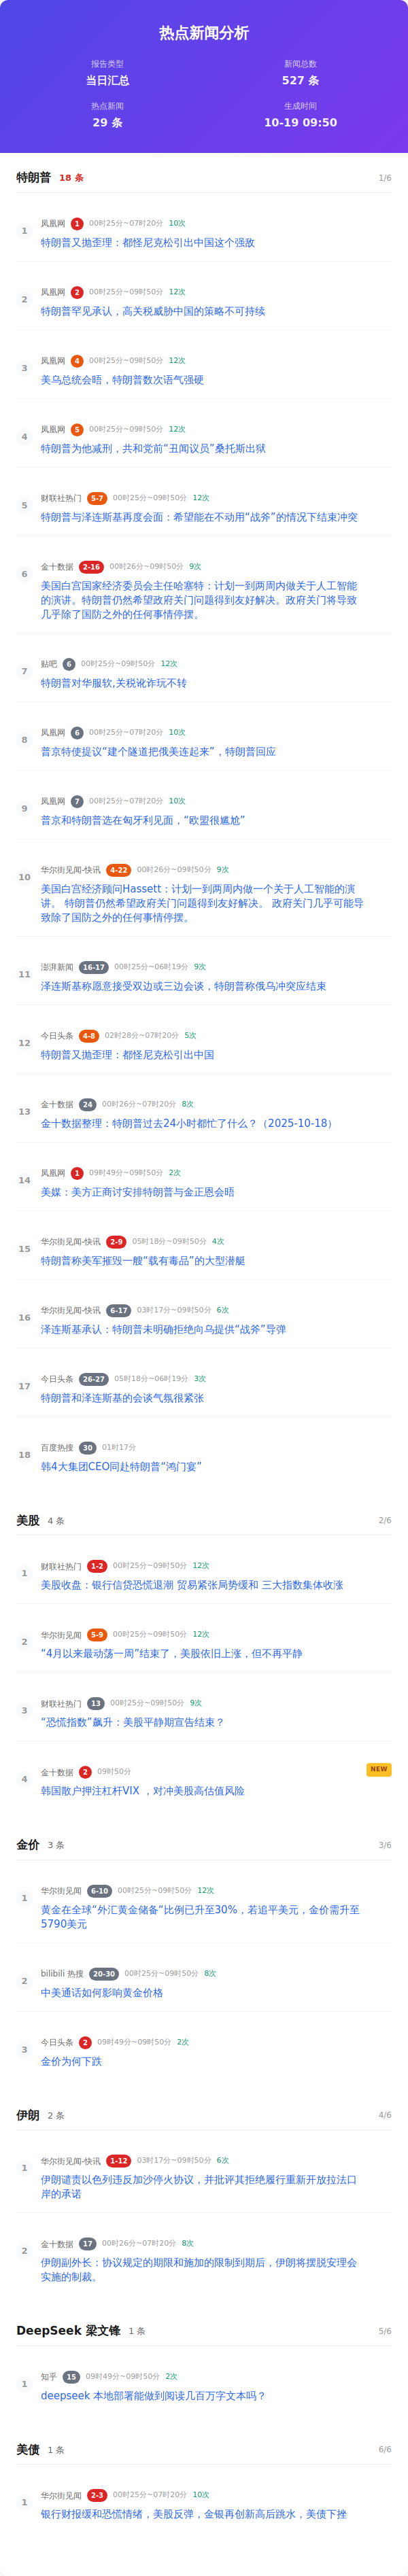 热点新闻分析
报告类型
新闻总数
当日汇总
527 条
热点新闻
生成时间
29 条
10-19 09:50
特朗普 18 条 1/6
1
凤凰网 1 00时25分~07时20分 10次
特朗普又抛歪理：都怪尼克松引出中国这个强敌
2
凤凰网 2 00时25分~09时50分 12次
特朗普罕见承认，高关税威胁中国的策略不可持续
3
凤凰网 4 00时25分~09时50分 12次
美乌总统会晤，特朗普数次语气强硬
4
凤凰网 5 00时25分~09时50分 12次
特朗普为他减刑，共和党前“丑闻议员”桑托斯出狱
5
财联社热门 5-7 00时25分~09时50分 12次
特朗普与泽连斯基再度会面：希望能在不动用“战斧”的情况下结束冲突
6
金十数据 2-16 00时26分~09时50分 9次
美国白宫国家经济委员会主任哈塞特：计划一到两周内做关于人工智能
的演讲。特朗普仍然希望政府关门问题得到友好解决。政府关门将导致
几乎除了国防之外的任何事情停摆。
7
贴吧 6 00时25分~09时50分 12次
特朗普对华服软,关税讹诈玩不转
8
凤凰网 6 00时25分~07时20分 10次
普京特使提议“建个隧道把俄美连起来”，特朗普回应
9
凤凰网 7 00时25分~07时20分 10次
普京和特朗普选在匈牙利见面，“欧盟很尴尬”
10
华尔街见闻-快讯 4-22 00时26分~09时50分 9次
美国白宫经济顾问Hassett：计划一到两周内做一个关于人工智能的演
讲。 特朗普仍然希望政府关门问题得到友好解决。 政府关门几乎可能导
致除了国防之外的任何事情停摆。
11
澎湃新闻 16-17 00时25分~06时19分 9次
泽连斯基称愿意接受双边或三边会谈，特朗普称俄乌冲突应结束
12
今日头条 4-8 02时28分~07时20分 5次
特朗普又抛歪理：都怪尼克松引出中国
13
金十数据 24 00时26分~07时20分 8次
金十数据整理：特朗普过去24小时都忙了什么？（2025-10-18）
14
凤凰网 1 09时49分~09时50分 2次
美媒：美方正商讨安排特朗普与金正恩会晤
15
华尔街见闻-快讯 2-9 05时18分~09时50分 4次
特朗普称美军摧毁一艘“载有毒品”的大型潜艇
16
华尔街见闻-快讯 6-17 03时17分~09时50分 6次
泽连斯基承认：特朗普未明确拒绝向乌提供“战斧”导弹
17
今日头条 26-27 05时18分~06时19分 3次
特朗普和泽连斯基的会谈气氛很紧张
18
百度热搜 30 01时17分
韩4大集团CEO同赴特朗普“鸿门宴”
美股 4 条 2/6
1
财联社热门 1-2 00时25分~09时50分 12次
美股收盘：银行信贷恐慌退潮 贸易紧张局势缓和 三大指数集体收涨
2
华尔街见闻 5-9 00时25分~09时50分 12次
“4月以来最动荡一周”结束了，美股依旧上涨，但不再平静
3
财联社热门 13 00时25分~09时50分 9次
“恐慌指数”飙升：美股平静期宣告结束？
4
金十数据 2 09时50分 NEW
韩国散户押注杠杆VIX ，对冲美股高估值风险
金价 3 条 3/6
1
华尔街见闻 6-10 00时25分~09时50分 12次
黄金在全球“外汇黄金储备”比例已升至30%，若追平美元，金价需升至
5790美元
2
bilibili 热搜 20-30 00时25分~09时50分 8次
中美通话如何影响黄金价格
3
今日头条 2 09时49分~09时50分 2次
金价为何下跌
伊朗 2 条 4/6
1
华尔街见闻-快讯 1-12 03时17分~09时50分 6次
伊朗谴责以色列违反加沙停火协议，并批评其拒绝履行重新开放拉法口
岸的承诺
2
金十数据 17 00时26分~07时20分 8次
伊朗副外长：协议规定的期限和施加的限制到期后，伊朗将摆脱安理会
实施的制裁。
DeepSeek 梁文锋 1 条 5/6
1
知乎 15 09时49分~09时50分 2次
deepseek 本地部署能做到阅读几百万字文本吗？
美债 1 条 6/6
1
华尔街见闻 2-3 00时25分~07时20分 10次
银行财报缓和恐慌情绪，美股反弹，金银再创新高后跳水，美债下挫